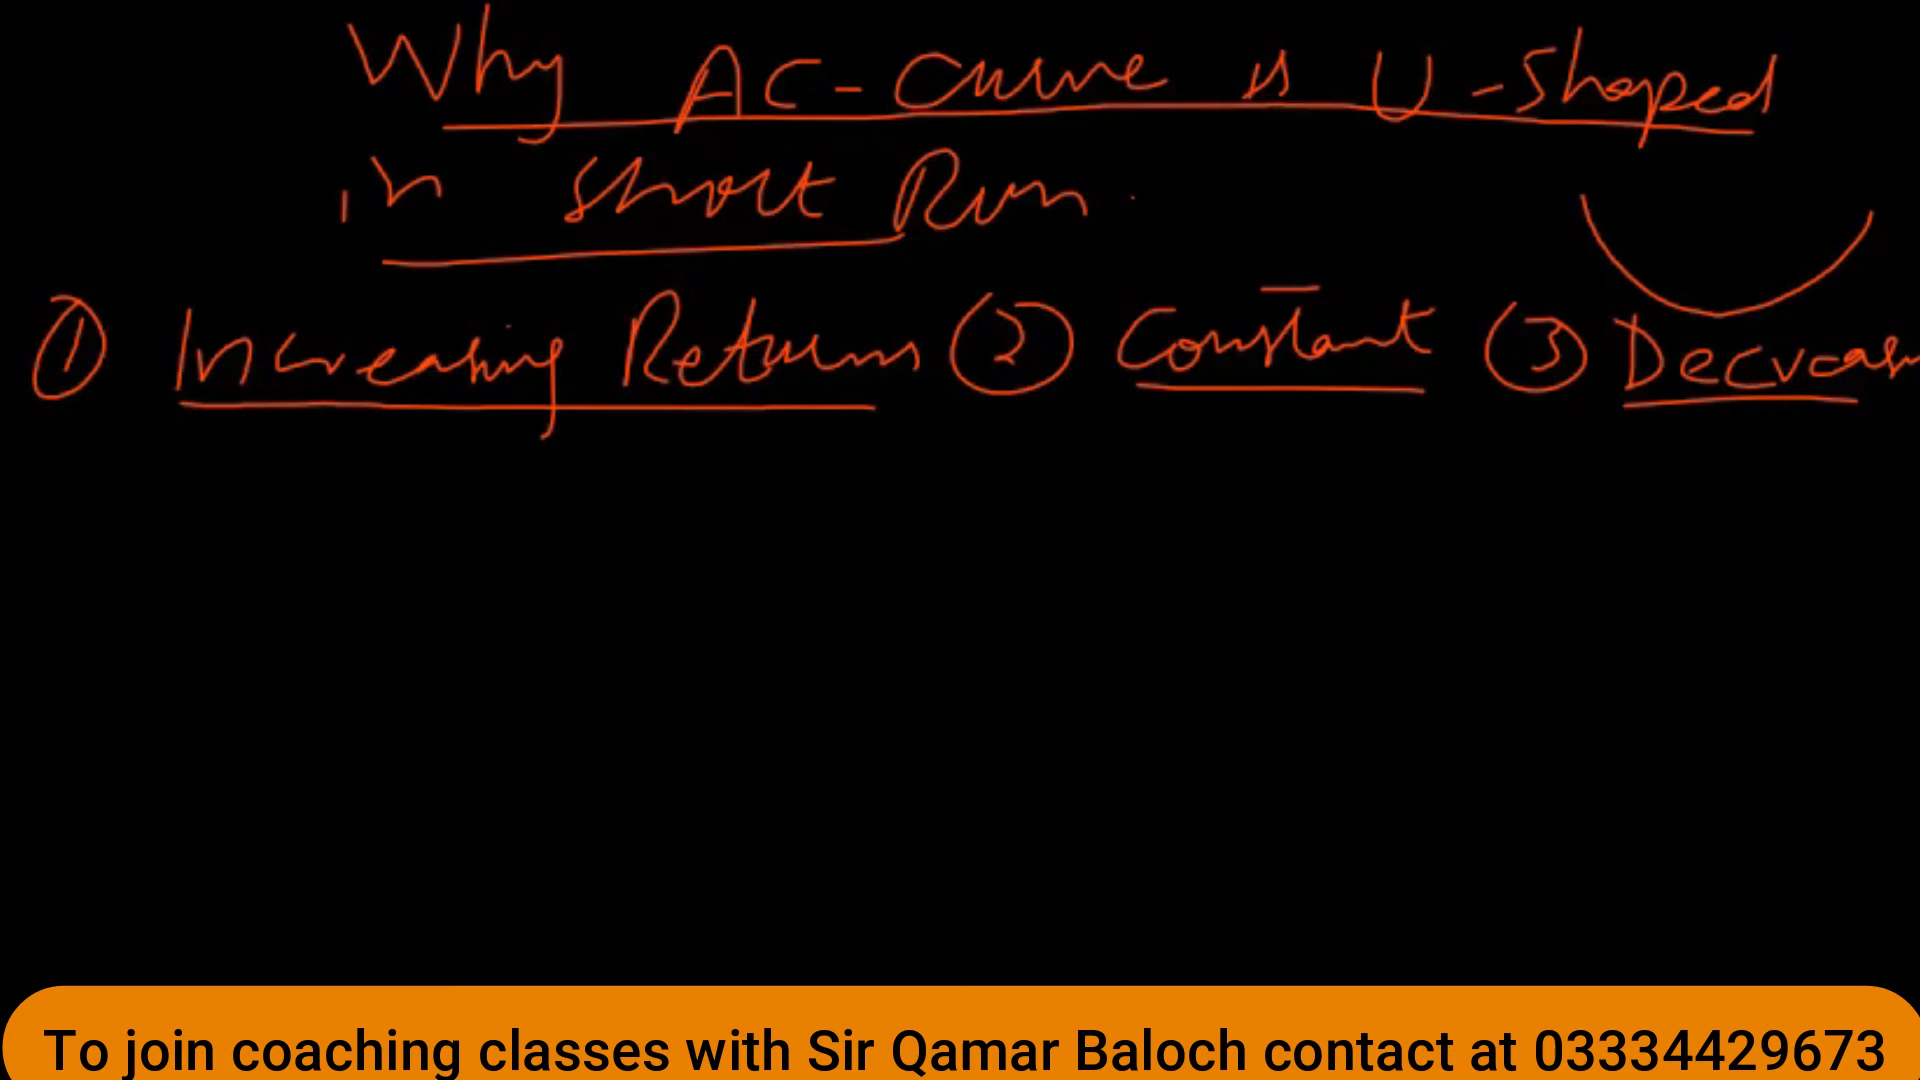 Why AC - Curve is U - Shaped
in Short Run.
① Increasing Returns ② Constant ③ Decreas
To join coaching classes with Sir Qamar Baloch contact at 03334429673